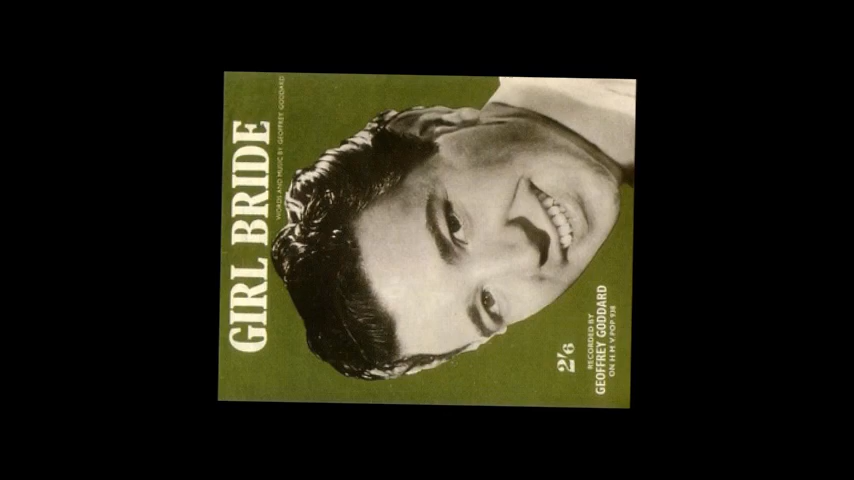 GIRL BRIDE
WORDS AND MUSIC BY GEOFFREY GODDARD
2/6
RECORDED BY
GEOFFREY GODDARD
ON H.M.V. POP 938